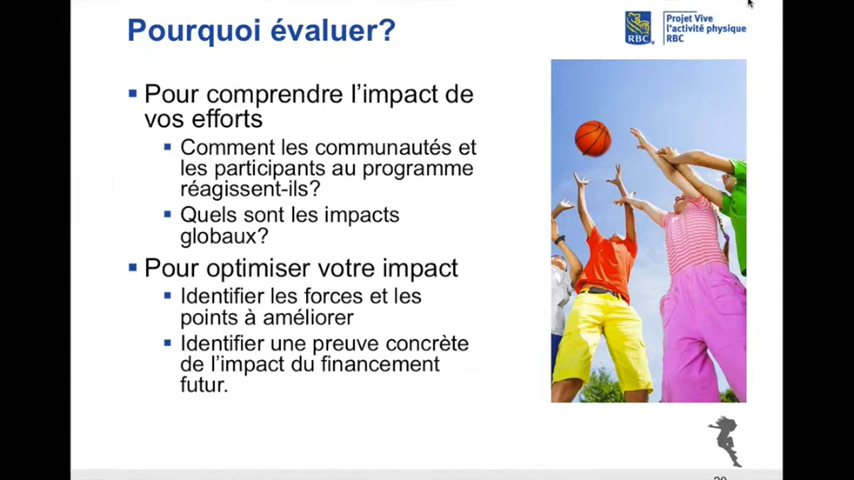 Pourquoi évaluer?
RBC
Projet Vive
l'activité physique
RBC
Pour comprendre l'impact de
vos efforts
Comment les communautés et
les participants au programme
réagissent-ils?
Quels sont les impacts
globaux?
Pour optimiser votre impact
Identifier les forces et les
points à améliorer
Identifier une preuve concrète
de l'impact du financement
futur.